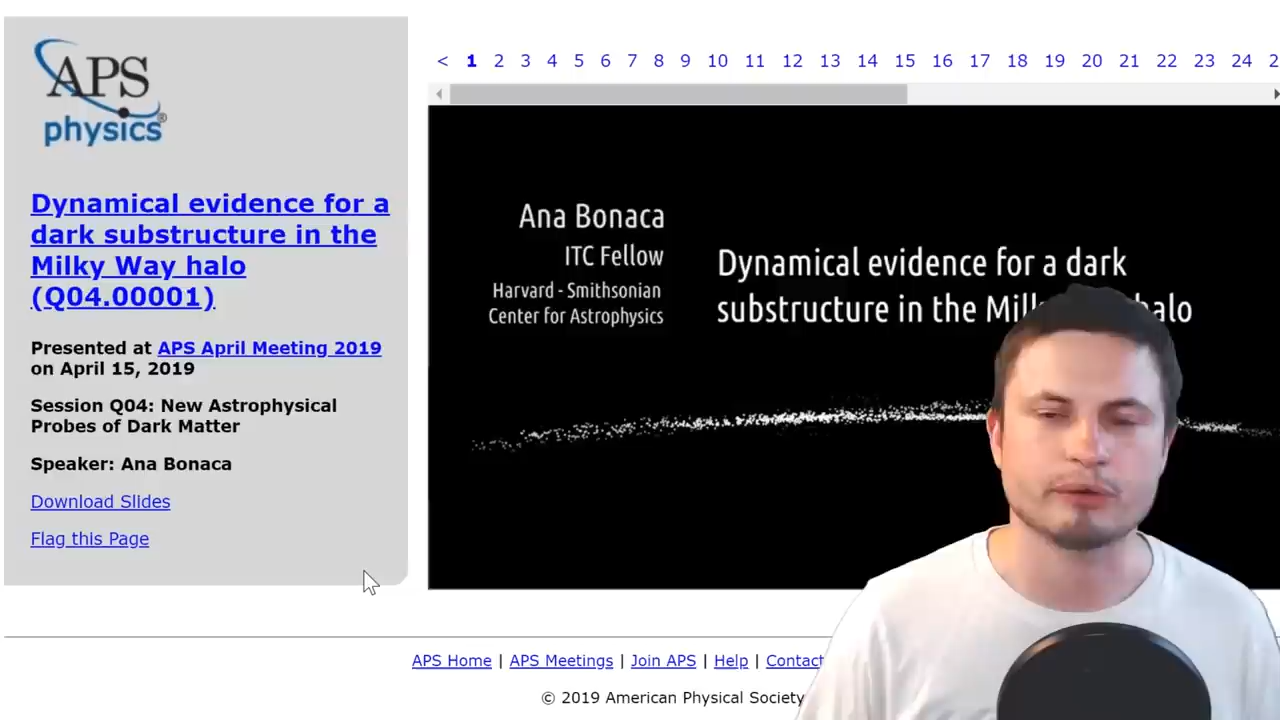 APS
physics®
Dynamical evidence for a
dark substructure in the
Milky Way halo
(Q04.00001)
Presented at APS April Meeting 2019
on April 15, 2019
Session Q04: New Astrophysical
Probes of Dark Matter
Speaker: Ana Bonaca
Download Slides
Flag this Page
< 1 2 3 4 5 6 7 8 9 10 11 12 13 14 15 16 17 18 19 20 21 22 23 24 2
Ana Bonaca
ITC Fellow
Harvard - Smithsonian
Center for Astrophysics
Dynamical evidence for a dark
substructure in the Mil halo
APS Home | APS Meetings | Join APS | Help | Contact
© 2019 American Physical Society